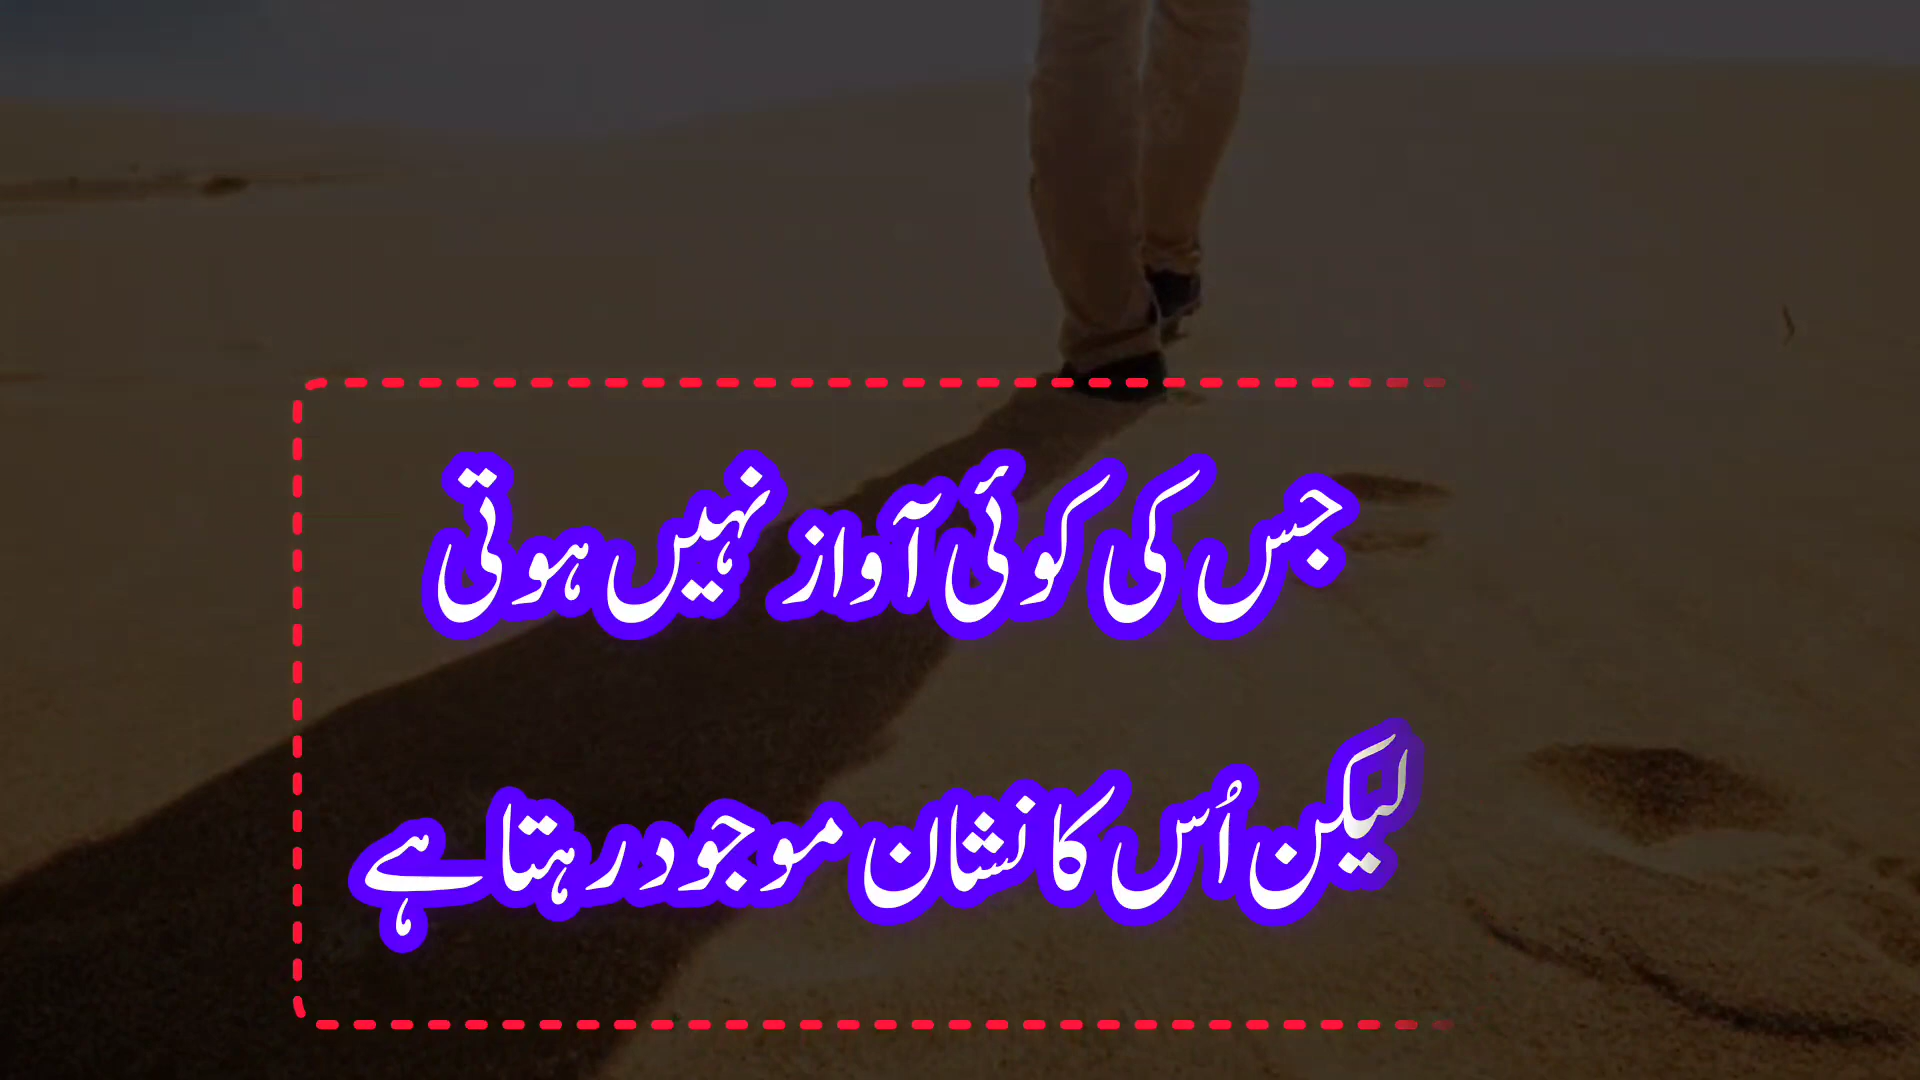 جس کی کوئی آواز نہیں ہوتی
لیکن اُس کا نشان موجود رہتا ہے